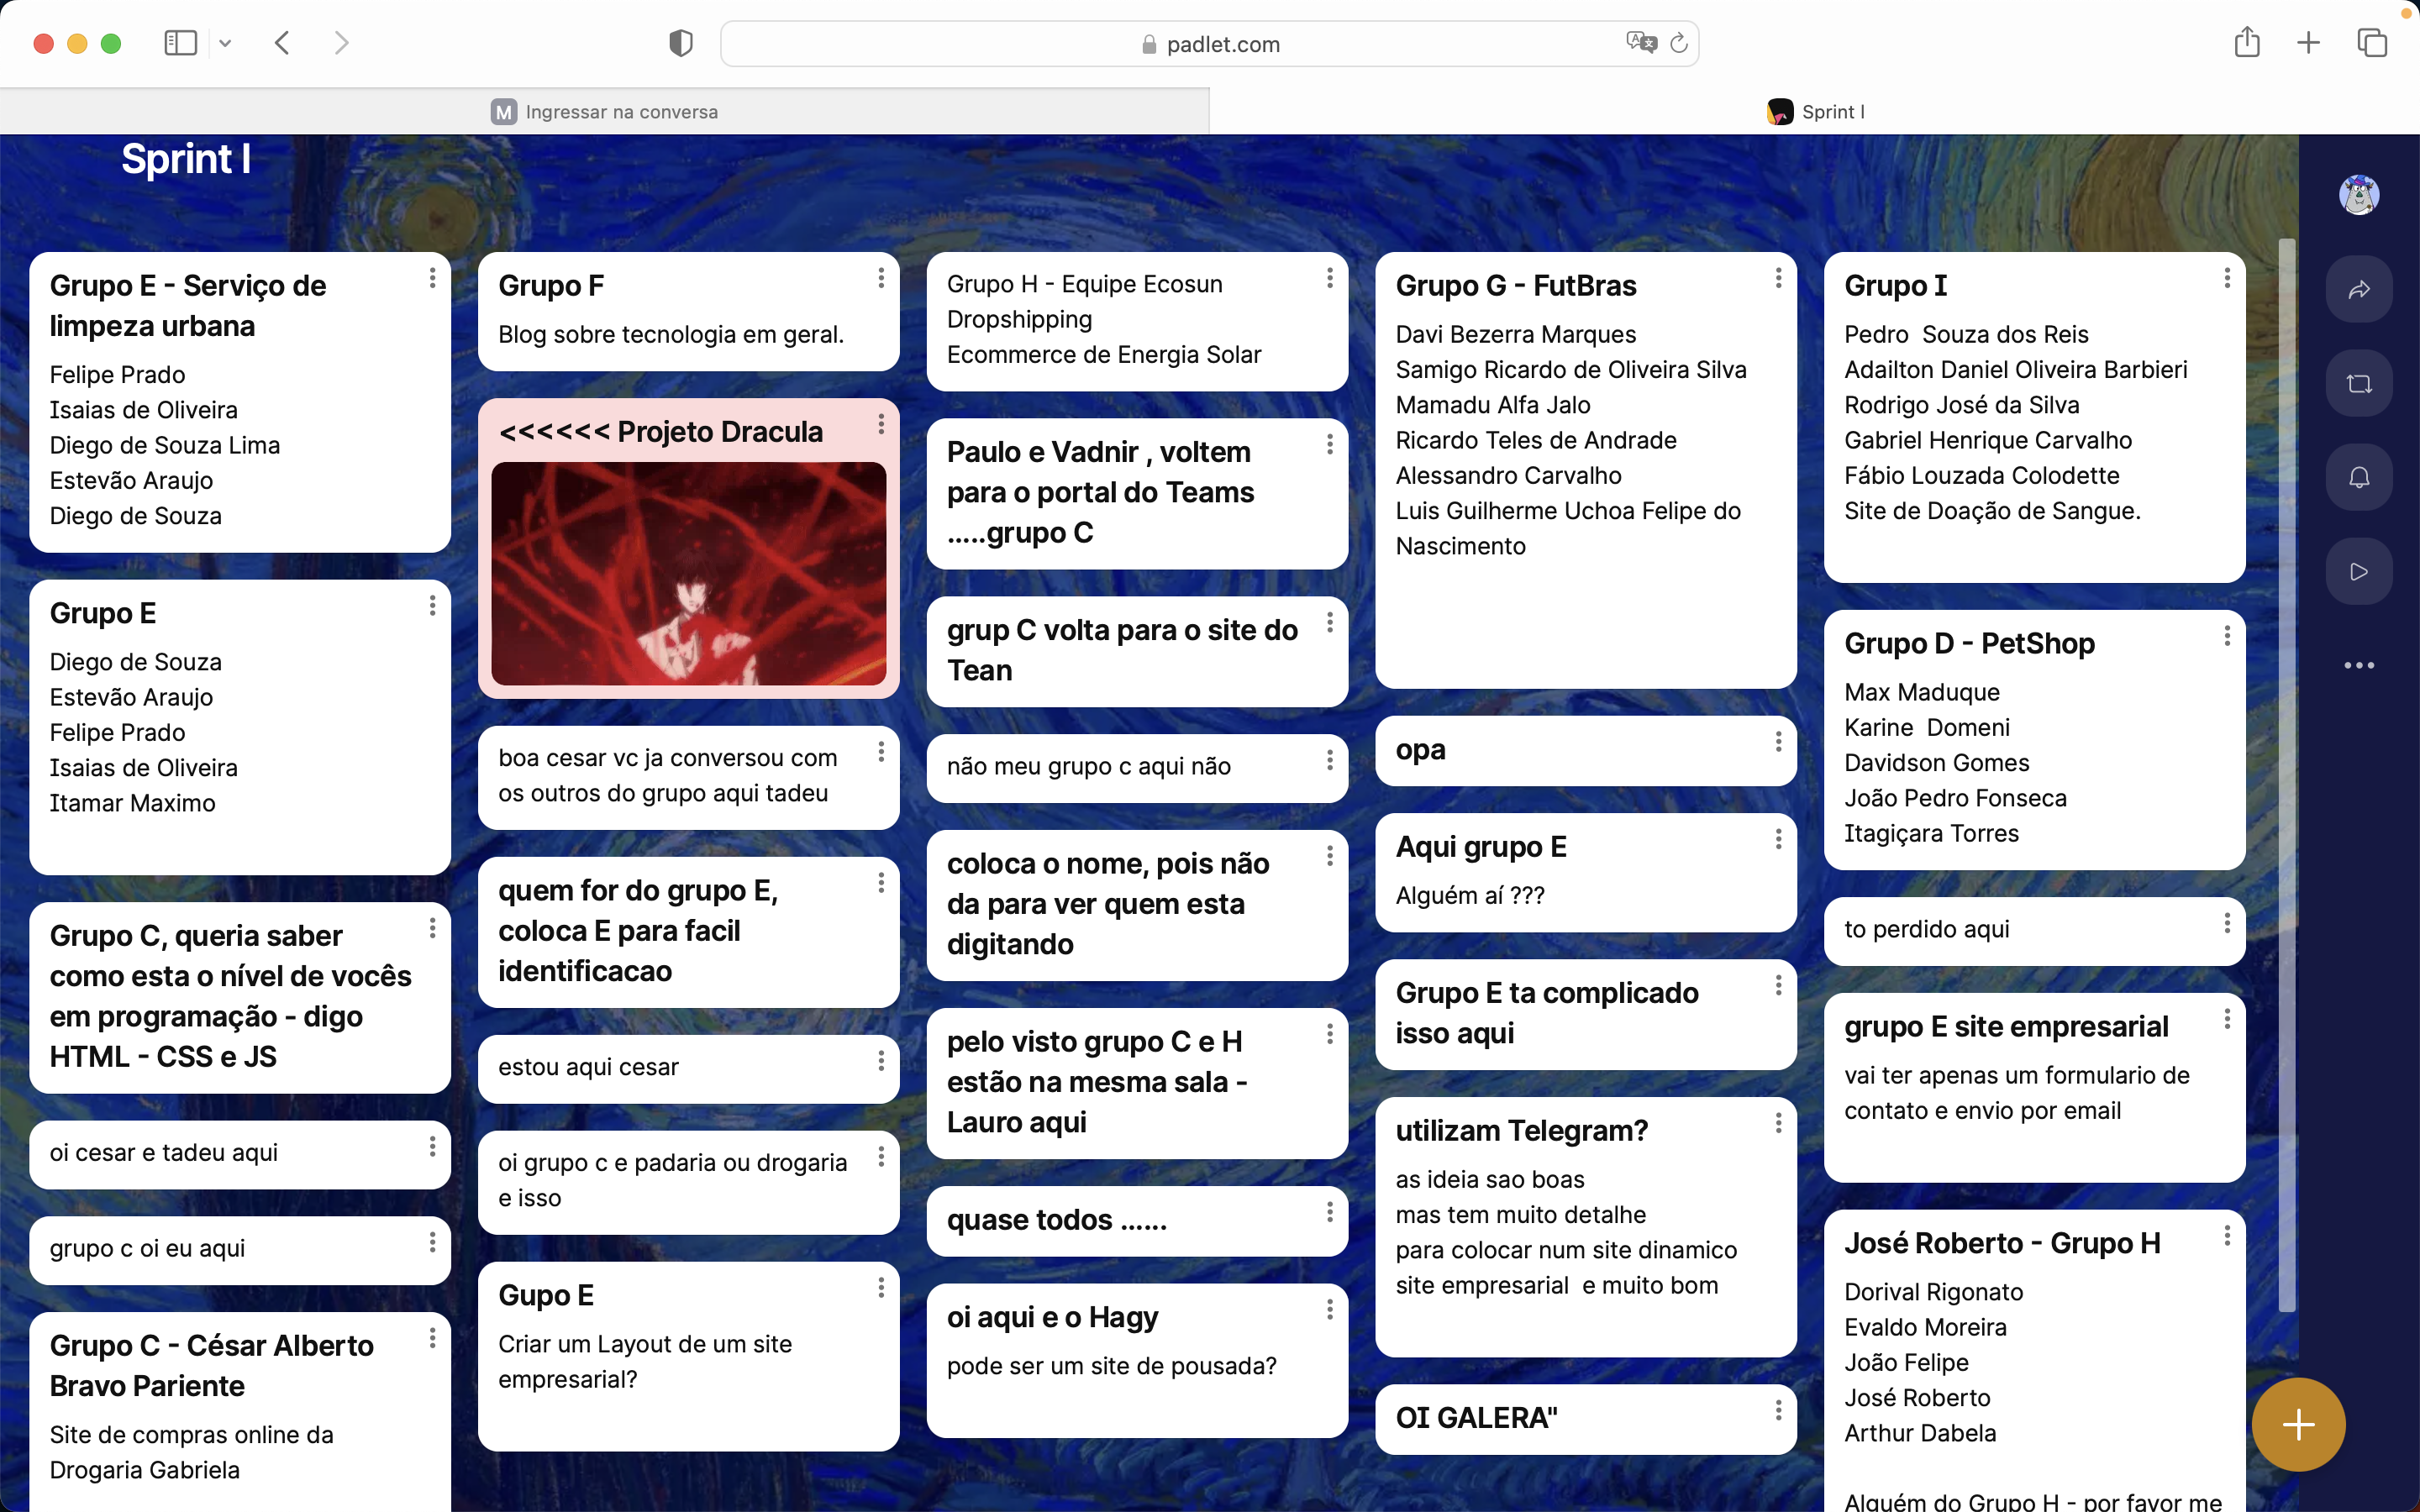 padlet.com
M Ingressar na conversa
Sprint I
Sprint I
Grupo E - Serviço de
limpeza urbana
Felipe Prado
Isaias de Oliveira
Diego de Souza Lima
Estevão Araujo
Diego de Souza
Grupo E
Diego de Souza
Estevão Araujo
Felipe Prado
Isaias de Oliveira
Itamar Maximo
Grupo C, queria saber
como esta o nível de vocês
em programação - digo
HTML - CSS e JS
oi cesar e tadeu aqui
grupo c oi eu aqui
Grupo C - César Alberto
Bravo Pariente
Site de compras online da
Drogaria Gabriela
Grupo F
Blog sobre tecnologia em geral.
<<<<<< Projeto Dracula
boa cesar vc ja conversou com
os outros do grupo aqui tadeu
quem for do grupo E,
coloca E para facil
identificacao
estou aqui cesar
oi grupo c e padaria ou drogaria
e isso
Gupo E
Criar um Layout de um site
empresarial?
Grupo H - Equipe Ecosun
Dropshipping
Ecommerce de Energia Solar
Paulo e Vadnir , voltem
para o portal do Teams
.....grupo C
grup C volta para o site do
Tean
não meu grupo c aqui não
coloca o nome, pois não
da para ver quem esta
digitando
pelo visto grupo C e H
estão na mesma sala -
Lauro aqui
quase todos ......
oi aqui e o Hagy
pode ser um site de pousada?
Grupo G - FutBras
Davi Bezerra Marques
Samigo Ricardo de Oliveira Silva
Mamadu Alfa Jalo
Ricardo Teles de Andrade
Alessandro Carvalho
Luis Guilherme Uchoa Felipe do
Nascimento
opa
Aqui grupo E
Alguém aí ???
Grupo E ta complicado
isso aqui
utilizam Telegram?
as ideia sao boas
mas tem muito detalhe
para colocar num site dinamico
site empresarial  e muito bom
OI GALERA"
Grupo I
Pedro  Souza dos Reis
Adailton Daniel Oliveira Barbieri
Rodrigo José da Silva
Gabriel Henrique Carvalho
Fábio Louzada Colodette
Site de Doação de Sangue.
Grupo D - PetShop
Max Maduque
Karine  Domeni
Davidson Gomes
João Pedro Fonseca
Itagiçara Torres
to perdido aqui
grupo E site empresarial
vai ter apenas um formulario de
contato e envio por email
José Roberto - Grupo H
Dorival Rigonato
Evaldo Moreira
João Felipe
José Roberto
Arthur Dabela
Alguém do Grupo H - por favor me